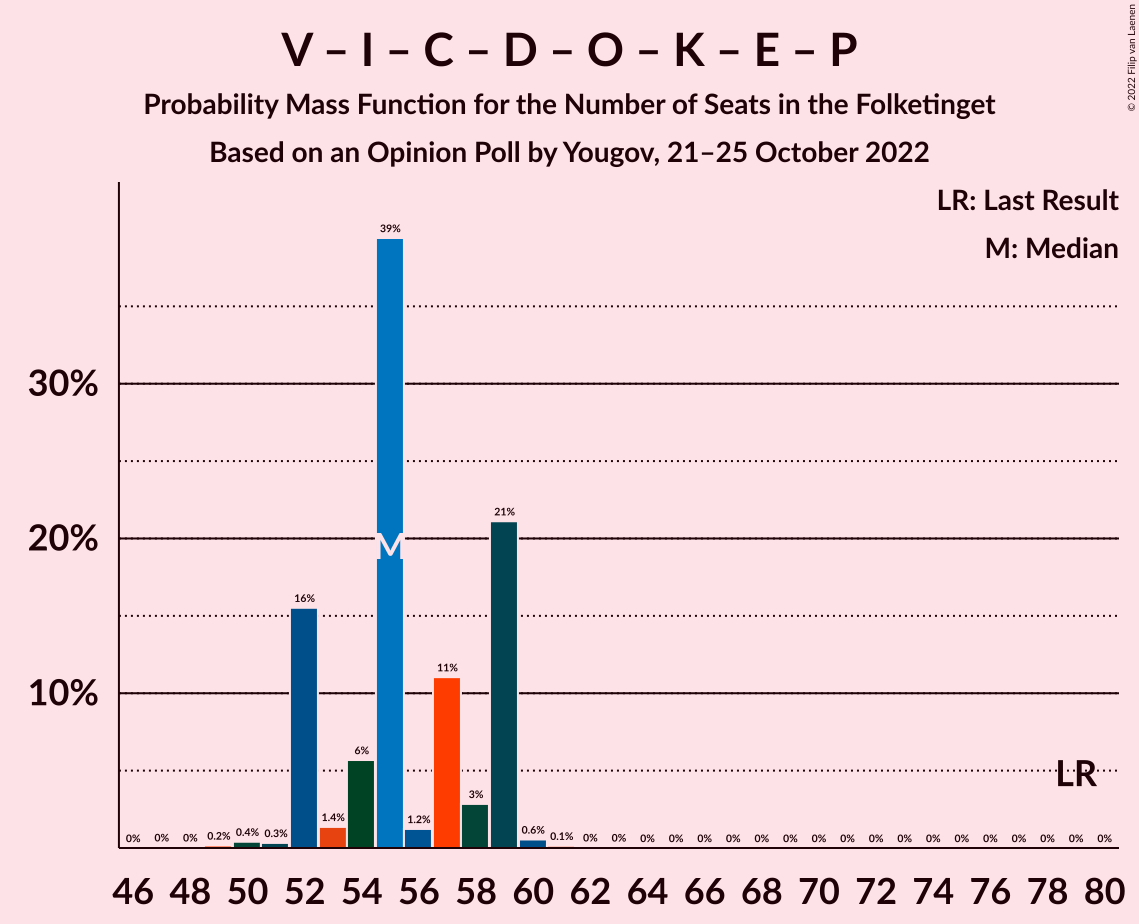 V – I – C – D – O – K – E – P
Probability Mass Function for the Number of Seats in the Folketinget
Based on an Opinion Poll by Yougov, 21–25 October 2022
© 2022 Filip van Laenen
LR: Last Result
M: Median
30%
20%
10%
0% 0% 0% 0.2% 0.4% 0.3% 16% 1.4% 6% 39% 1.2% 11% 3% 21% 0.6% 0.1% 0% 0% 0% 0% 0% 0% 0% 0% 0% 0% 0% 0% 0% 0% 0% 0% 0% 0% 0%
M
LR
46 48 50 52 54 56 58 60 62 64 66 68 70 72 74 76 78 80